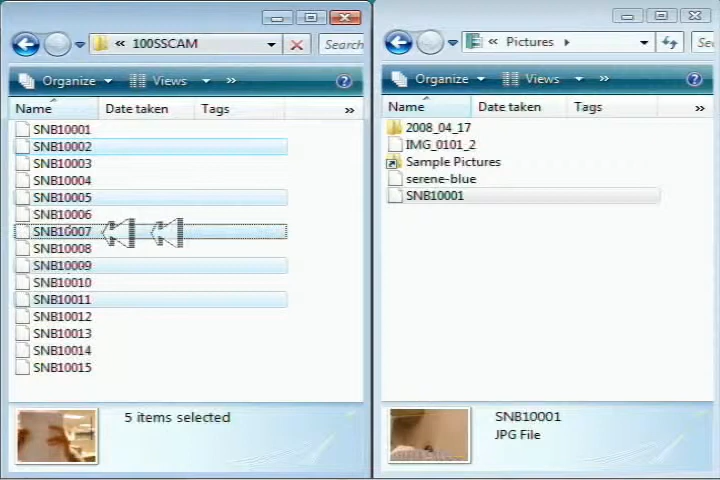 « 100SSCAM
Search
Organize Views »
Name Date taken Tags »
SNB10001
SNB10002
SNB10003
SNB10004
SNB10005
SNB10006
SNB10007
SNB10008
SNB10009
SNB10010
SNB10011
SNB10012
SNB10013
SNB10014
SNB10015
5 items selected
« Pictures
Se
Organize Views »
Name Date taken Tags »
2008_04_17
IMG_0101_2
Sample Pictures
serene-blue
SNB10001
SNB10001
JPG File